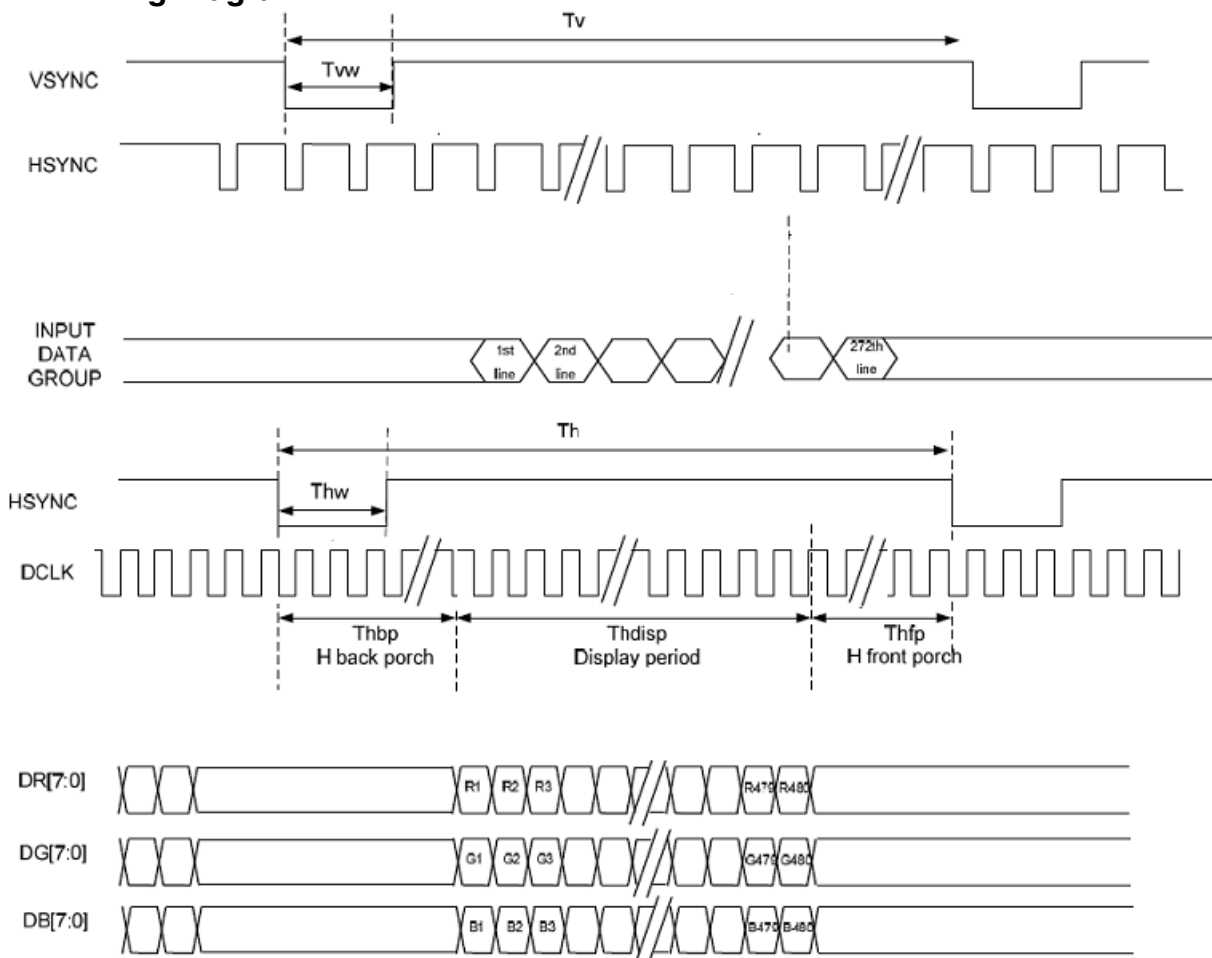 Tv
Tvw
VSYNC
HSYNC
INPUT
DATA
GROUP
1st
line
2nd
line
272th
line
Th
Thw
HSYNC
DCLK
Thbp
H back porch
Thdisp
Display period
Thfp
H front porch
DR[7:0]
R1 R2 R3 R479 R480
DG[7:0]
G1 G2 G3 G479 G480
DB[7:0]
B1 B2 B3 B479 B480